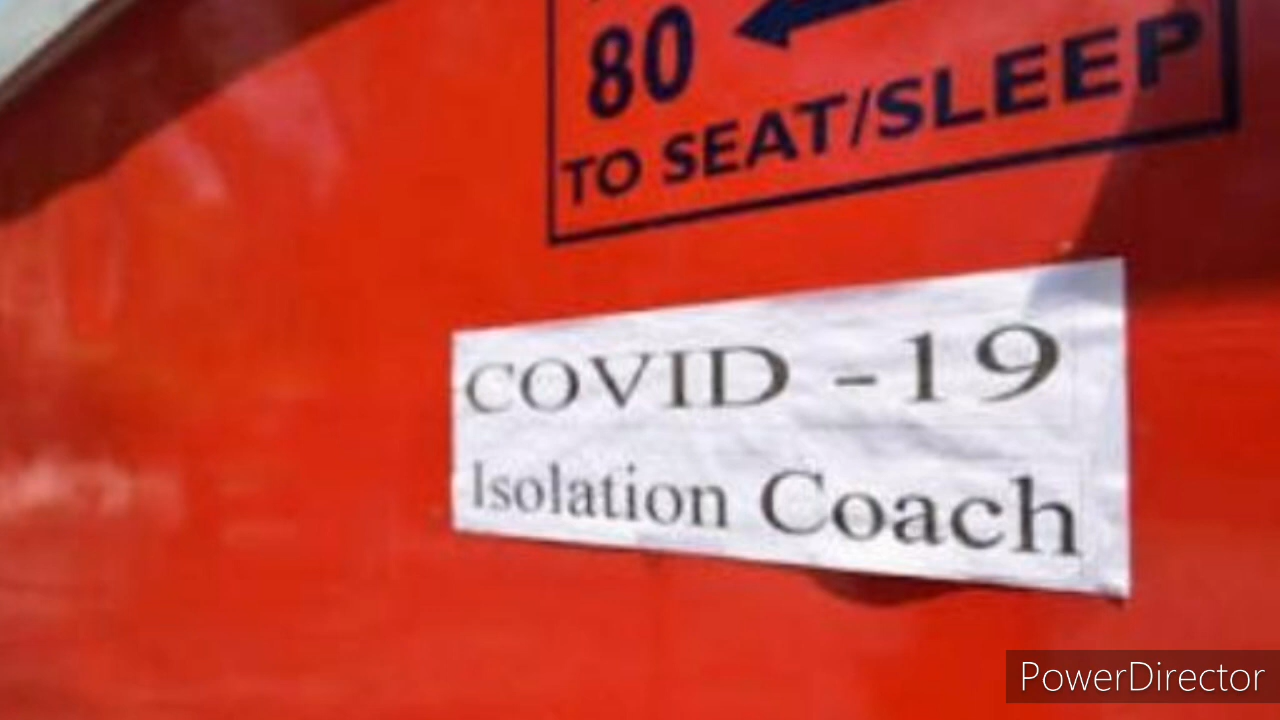 80
TO SEAT/SLEEP
COVID -19
Isolation Coach
PowerDirector